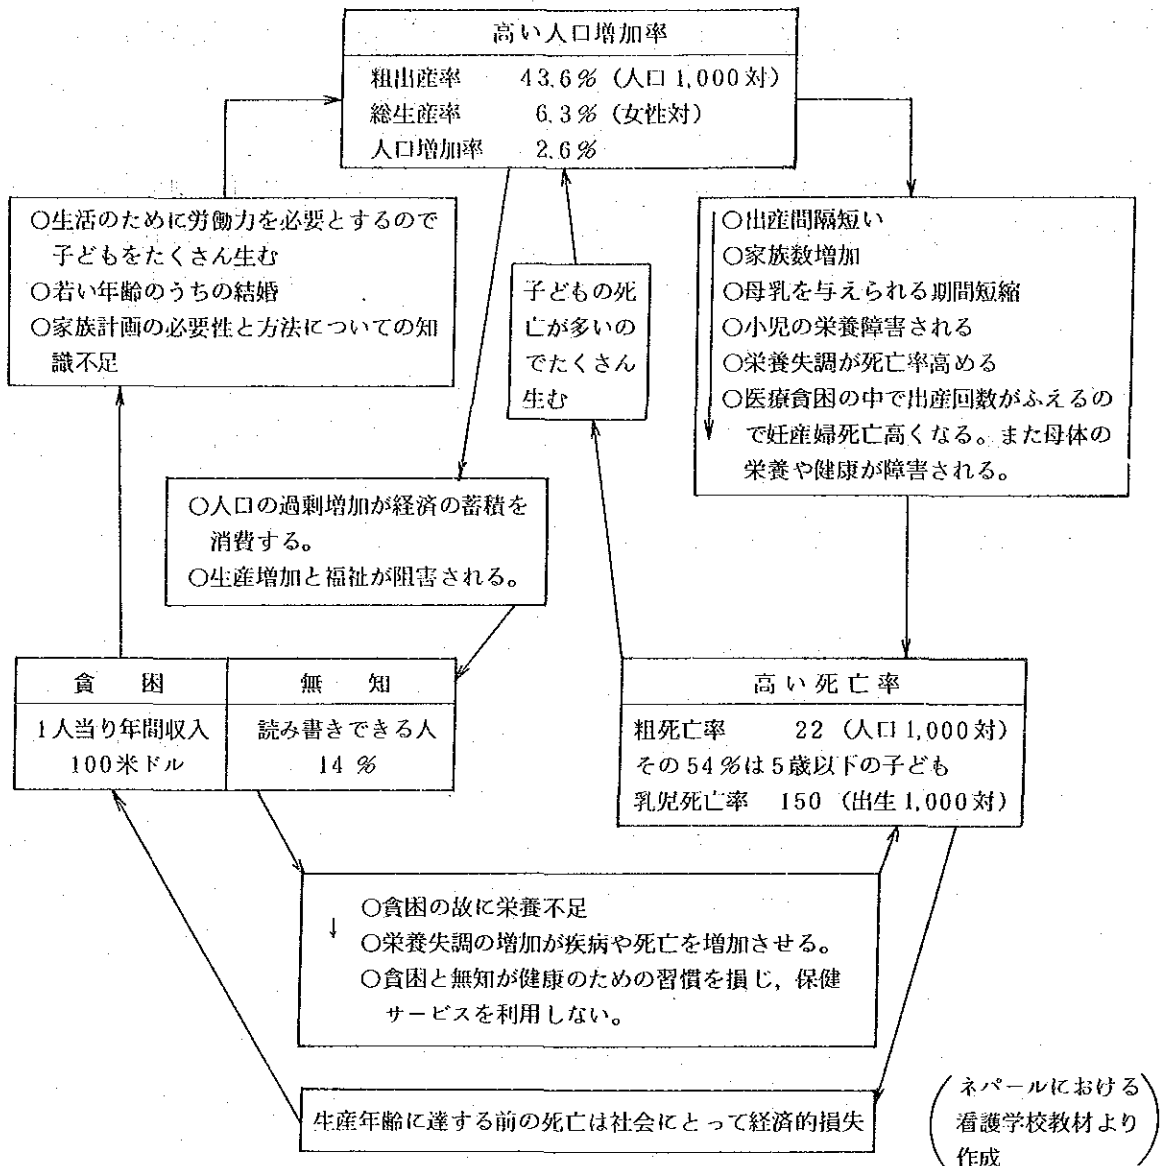 高い人口増加率
粗出産率 43.6% (人口1,000対)
総生産率 6.3% (女性対)
人口増加率 2.6%
○生活のために労働力を必要とするので
子どもをたくさん生む
○若い年齢のうちの結婚
○家族計画の必要性と方法についての知
識不足
子どもの死
亡が多いの
でたくさん
生む
○出産間隔短い
○家族数増加
○母乳を与えられる期間短縮
○小児の栄養障害される
○栄養失調が死亡率高める
○医療貧困の中で出産回数がふえるの
で妊産婦死亡高くなる。また母体の
栄養や健康が障害される。
○人口の過剰増加が経済の蓄積を
消費する。
○生産増加と福祉が阻害される。
貧困
1人当り年間収入
100米ドル
無知
読み書きできる人
14%
高い死亡率
粗死亡率 22 (人口1,000対)
その54%は5歳以下の子ども
乳児死亡率 150 (出生1,000対)
○貧困の故に栄養不足
○栄養失調の増加が疾病や死亡を増加させる。
○貧困と無知が健康のための習慣を損じ,保健
サービスを利用しない。
生産年齢に達する前の死亡は社会にとって経済的損失
(ネパールにおける
看護学校教材より
作成)